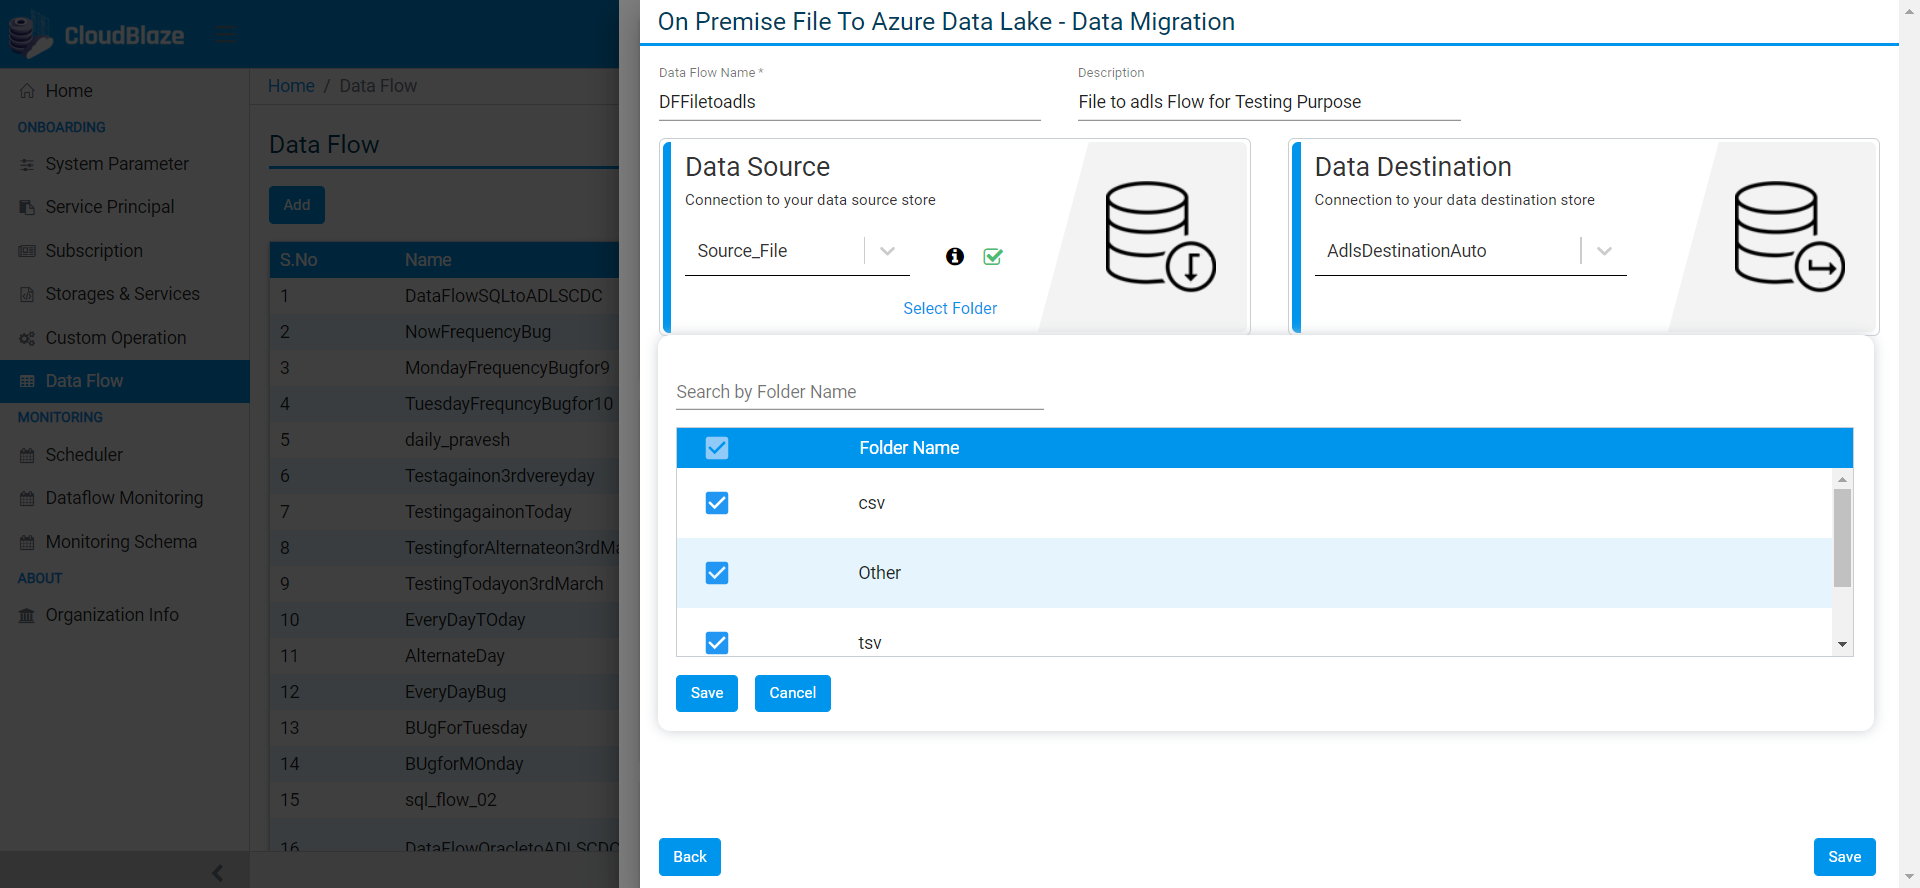 CloudBlaze
Home
ONBOARDING
System Parameter
Service Principal
Subscription
Storages & Services
Custom Operation
Data Flow
MONITORING
Scheduler
Dataflow Monitoring
Monitoring Schema
ABOUT
Organization Info
Home / Data Flow
Data Flow
Add
S.No Name
1 DataFlowSQLtoADLSCDC
2 NowFrequencyBug
3 MondayFrequencyBugfor9
4 TuesdayFrequncyBugfor10
5 daily_pravesh
6 Testagainon3rdvereyday
7 TestingagainonToday
8 TestingforAlternateon3rdMa
9 TestingTodayon3rdMarch
10 EveryDayTOday
11 AlternateDay
12 EveryDayBug
13 BUgForTuesday
14 BUgforMOnday
15 sql_flow_02
16 DataFlowOracletoADLSCDC
On Premise File To Azure Data Lake - Data Migration
Data Flow Name *
DFFiletoadls
Description
File to adls Flow for Testing Purpose
Data Source
Connection to your data source store
Source_File
Select Folder
Data Destination
Connection to your data destination store
AdlsDestinationAuto
Search by Folder Name
Folder Name
csv
Other
tsv
Save Cancel
Back Save